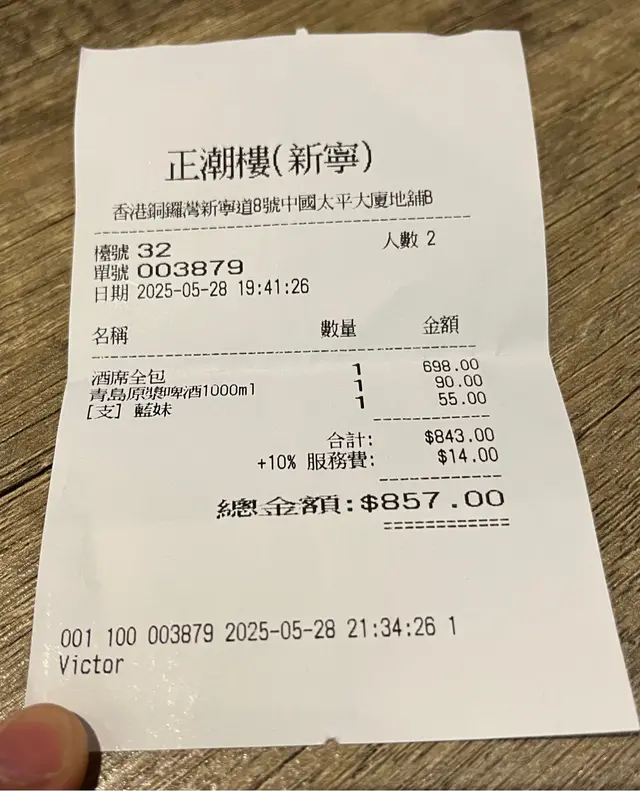 正潮樓(新寧)
香港銅鑼灣新寧道8號中國太平大廈地舖B
檯號 32 人數 2
單號 003879
日期 2025-05-28 19:41:26
名稱 數量 金額
酒席全包 1 698.00
青島原漿啤酒1000ml 1 90.00
[支] 藍妹 1 55.00
合計: $843.00
+10% 服務費: $14.00
總金額:$857.00
001 100 003879 2025-05-28 21:34:26 1
Victor